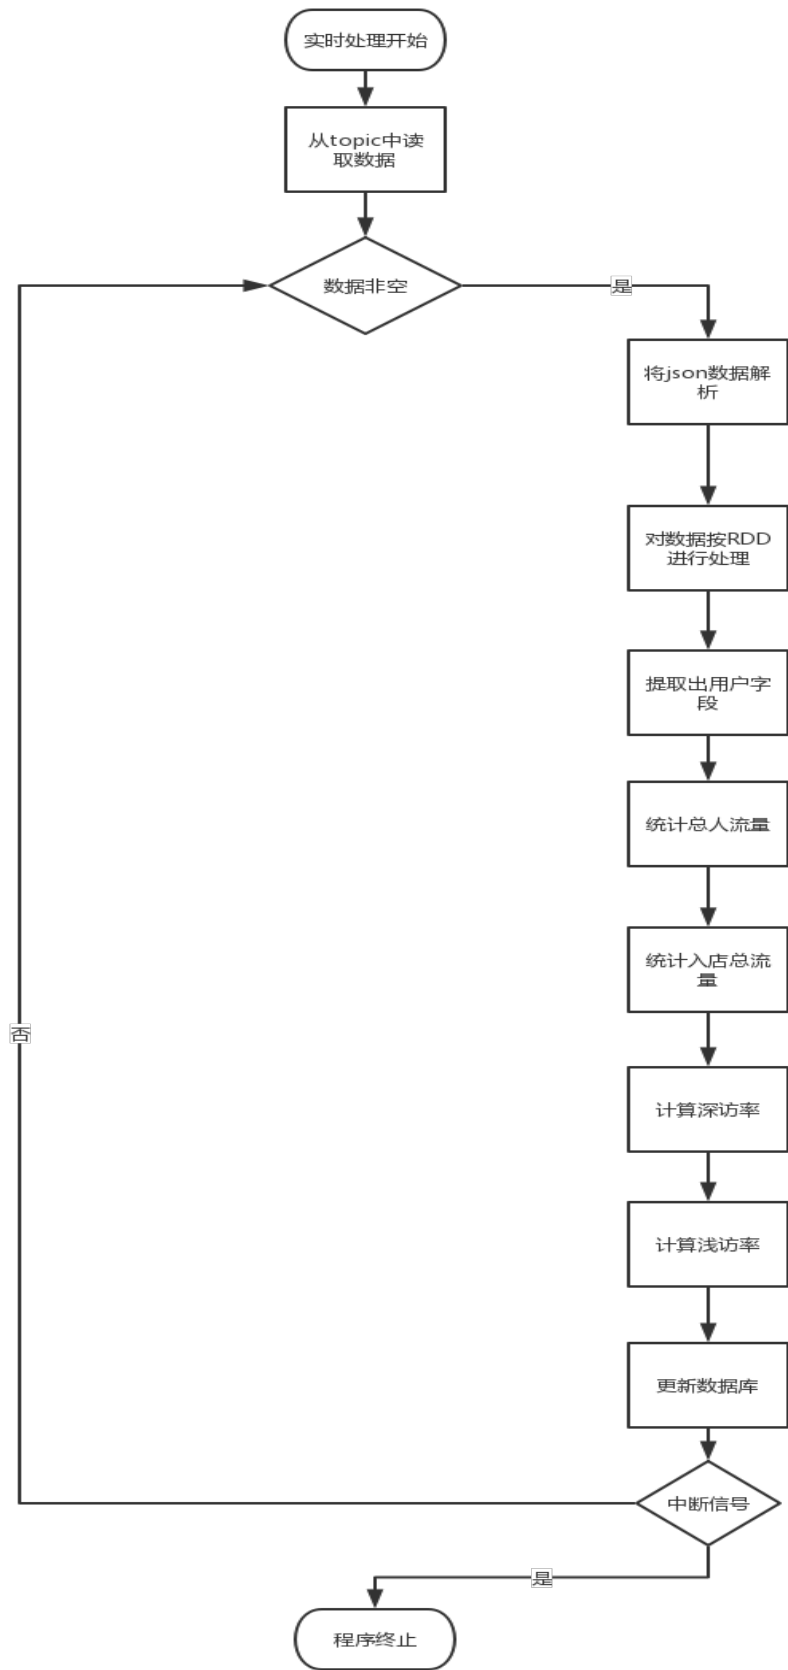 实时处理开始
从topic中读
取数据
数据非空
是
将json数据解
析
对数据按RDD
进行处理
提取出用户字
段
统计总人流量
统计入店总流
量
否
计算深访率
计算浅访率
更新数据库
中断信号
是
程序终止